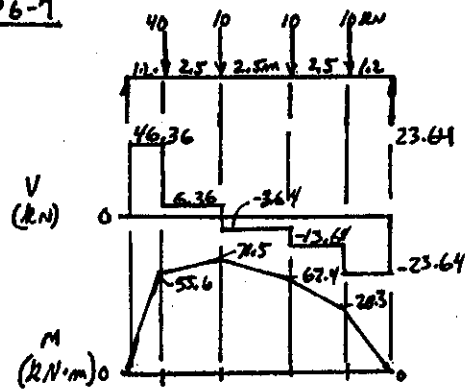 P6-7
40 10 10 10 kN
1.2 2.5 2.5m 2.5 1.2
46.36 23.64
V
(kN) 0
6.36 -3.64
-13.64
-23.64
55.6 71.5 62.4 28.3
M
(kN·m) 0 0